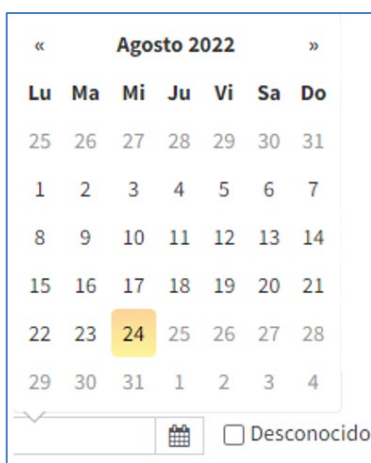 « Agosto 2022 »
Lu Ma Mi Ju Vi Sa Do
25 26 27 28 29 30 31
1 2 3 4 5 6 7
8 9 10 11 12 13 14
15 16 17 18 19 20 21
22 23 24 25 26 27 28
29 30 31 1 2 3 4
Desconocido